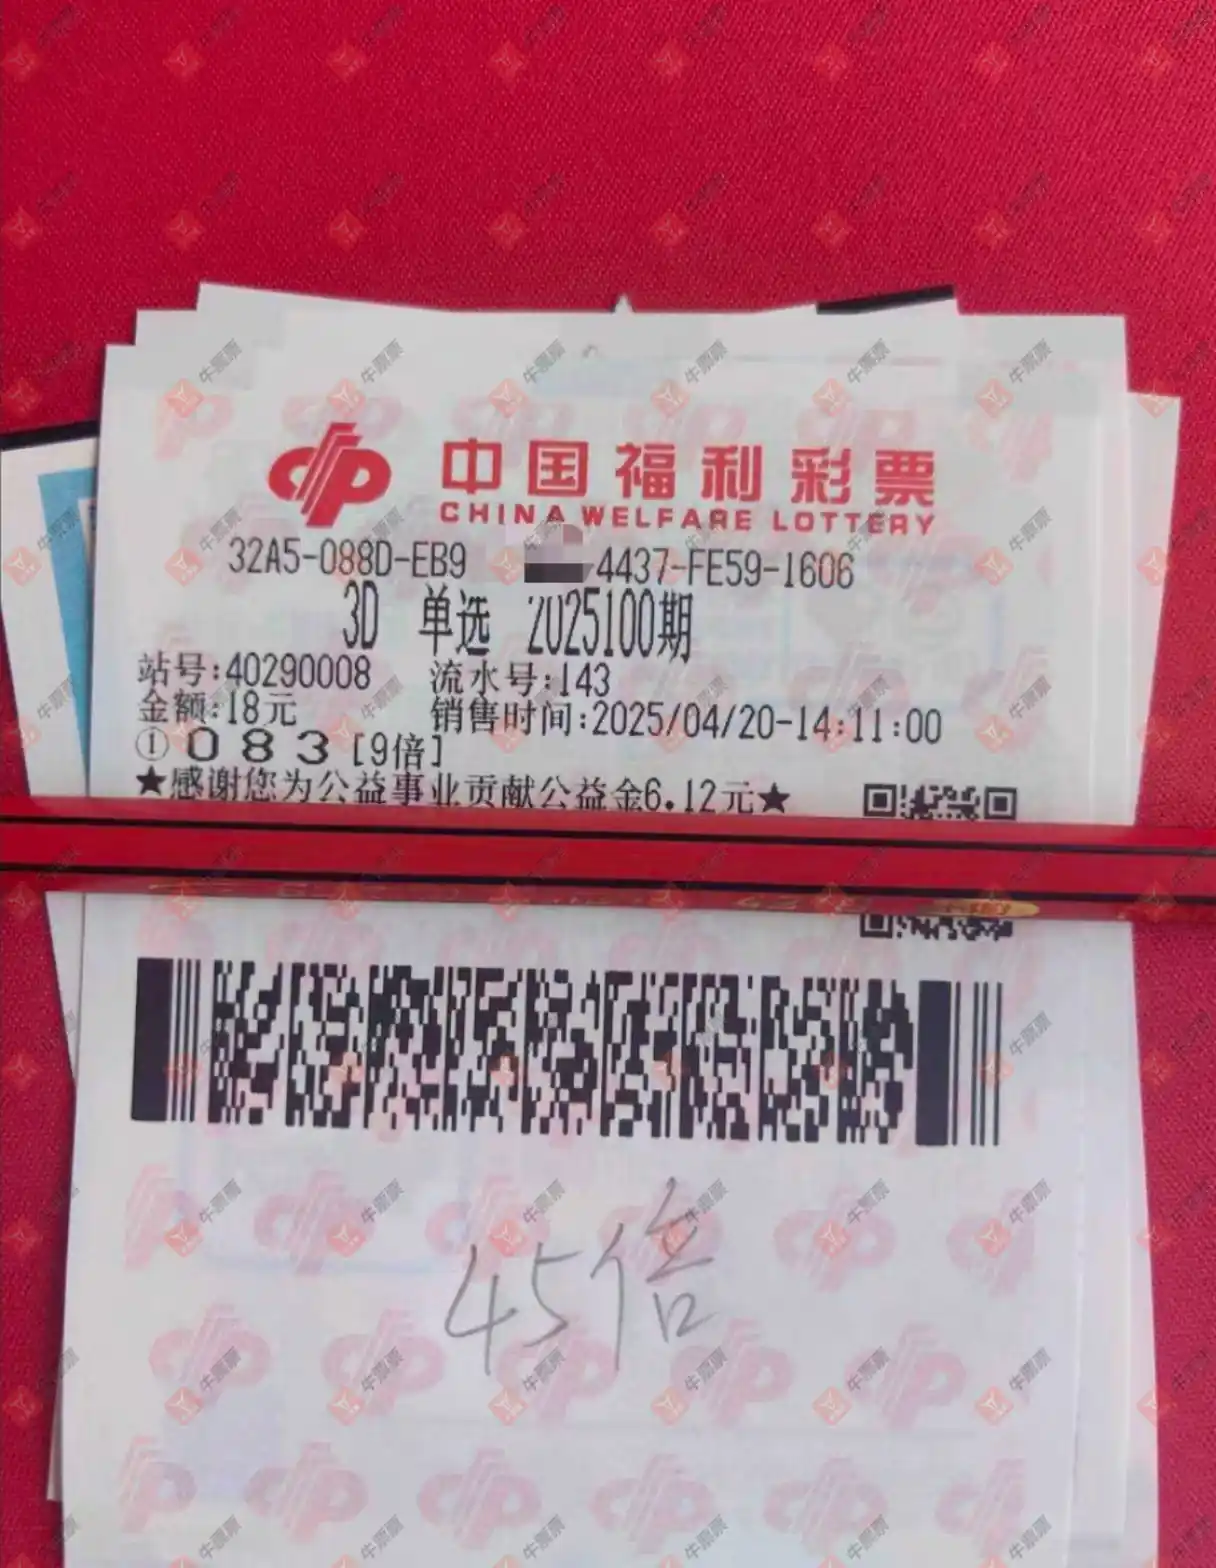 中国福利彩票
CHINA WELFARE LOTTERY
32A5-088D-EB9 4437-FE59-1606
3D 单选 2025100期
站号:40290008 流水号:143
金额:18元 销售时间:2025/04/20-14:11:00
① 0 8 3 [9倍]
★感谢您为公益事业贡献公益金6.12元★
45倍